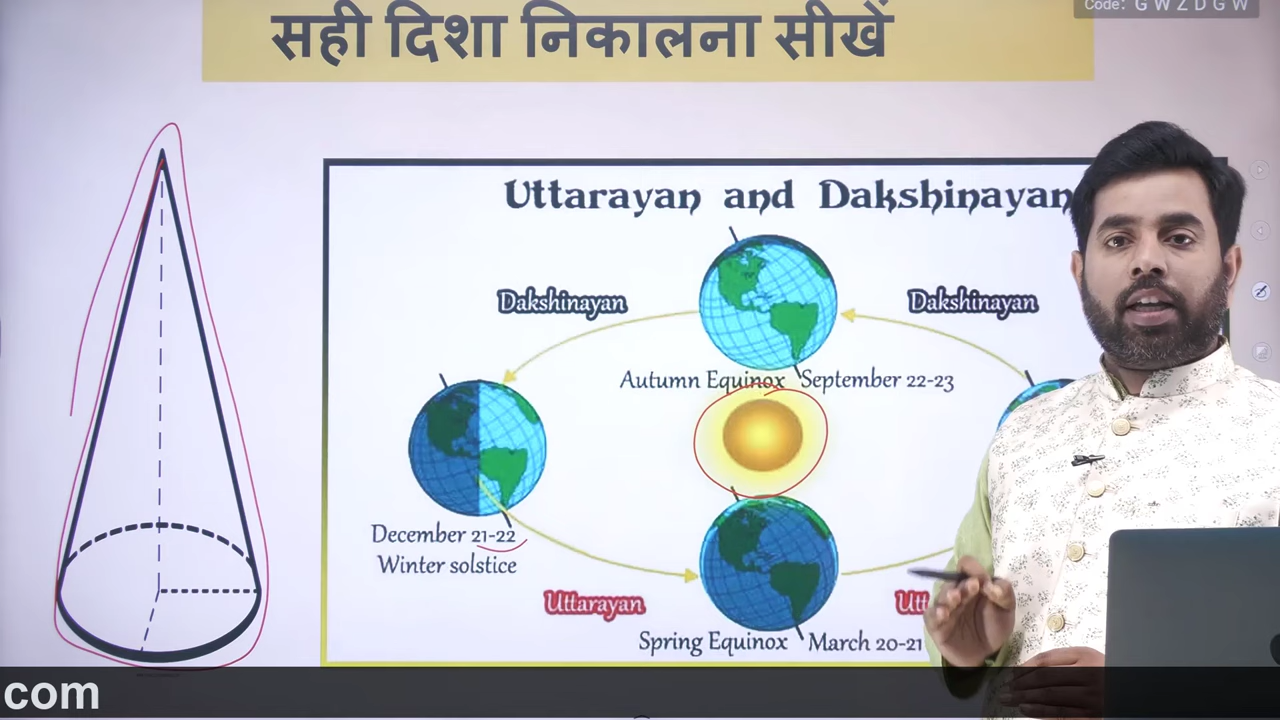 Code: G W Z D G W
सही दिशा निकालना सीखें
Uttarayan and Dakshinayan
Dakshinayan
Dakshinayan
Autumn Equinox September 22-23
December 21-22
Winter solstice
Uttarayan
Utt
Spring Equinox March 20-21
com